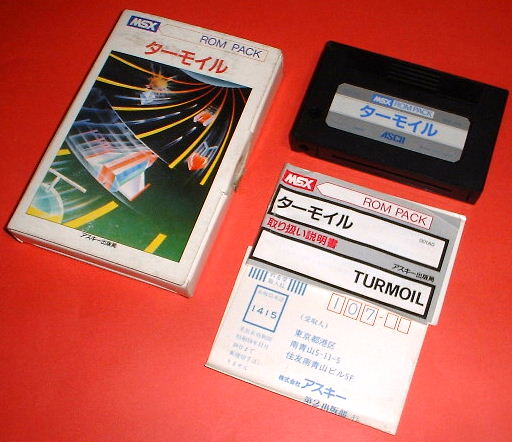 MSX
ROM PACK
ターモイル
アスキー出版局
MSX ROM PACK
ターモイル
ASCII
MSX
ROM PACK
ターモイル
取り扱い説明書
アスキー出版局
TURMOIL
107-
1415
(受取人)
東京都港区
南青山5-11-5
住友南青山ビル5F
株式会社アスキー
第2出版部